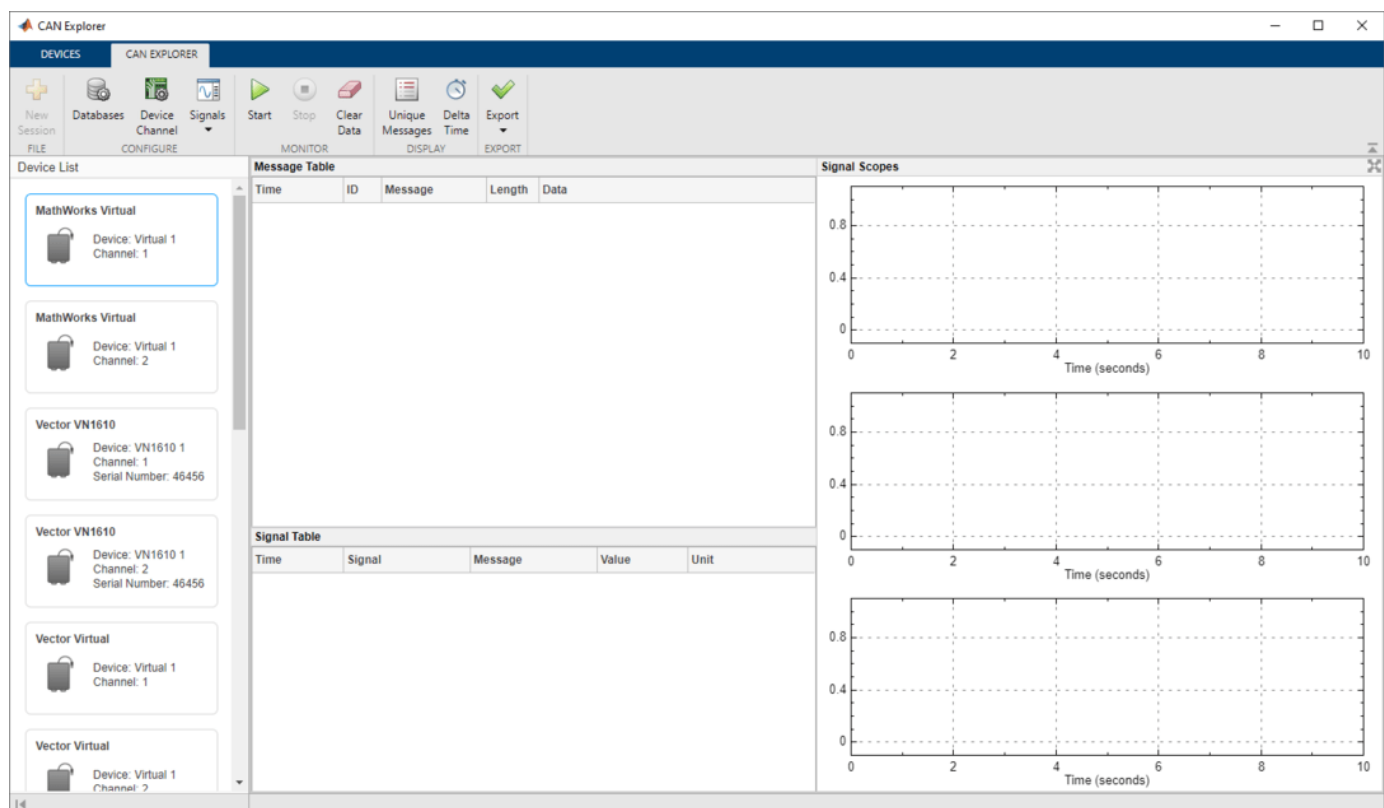 CAN Explorer
DEVICES CAN EXPLORER
New Session Databases Device Channel Signals Start Stop Clear Data Unique Messages Delta Time Export
FILE CONFIGURE MONITOR DISPLAY EXPORT
Device List
MathWorks Virtual
Device: Virtual 1
Channel: 1
MathWorks Virtual
Device: Virtual 1
Channel: 2
Vector VN1610
Device: VN1610 1
Channel: 1
Serial Number: 46456
Vector VN1610
Device: VN1610 1
Channel: 2
Serial Number: 46456
Vector Virtual
Device: Virtual 1
Channel: 1
Vector Virtual
Device: Virtual 1
Channel: 2
Message Table
Time ID Message Length Data
Signal Table
Time Signal Message Value Unit
Signal Scopes
0.8
0.4
0
0 2 4 6 8 10
Time (seconds)
0.8
0.4
0
0 2 4 6 8 10
Time (seconds)
0.8
0.4
0
0 2 4 6 8 10
Time (seconds)